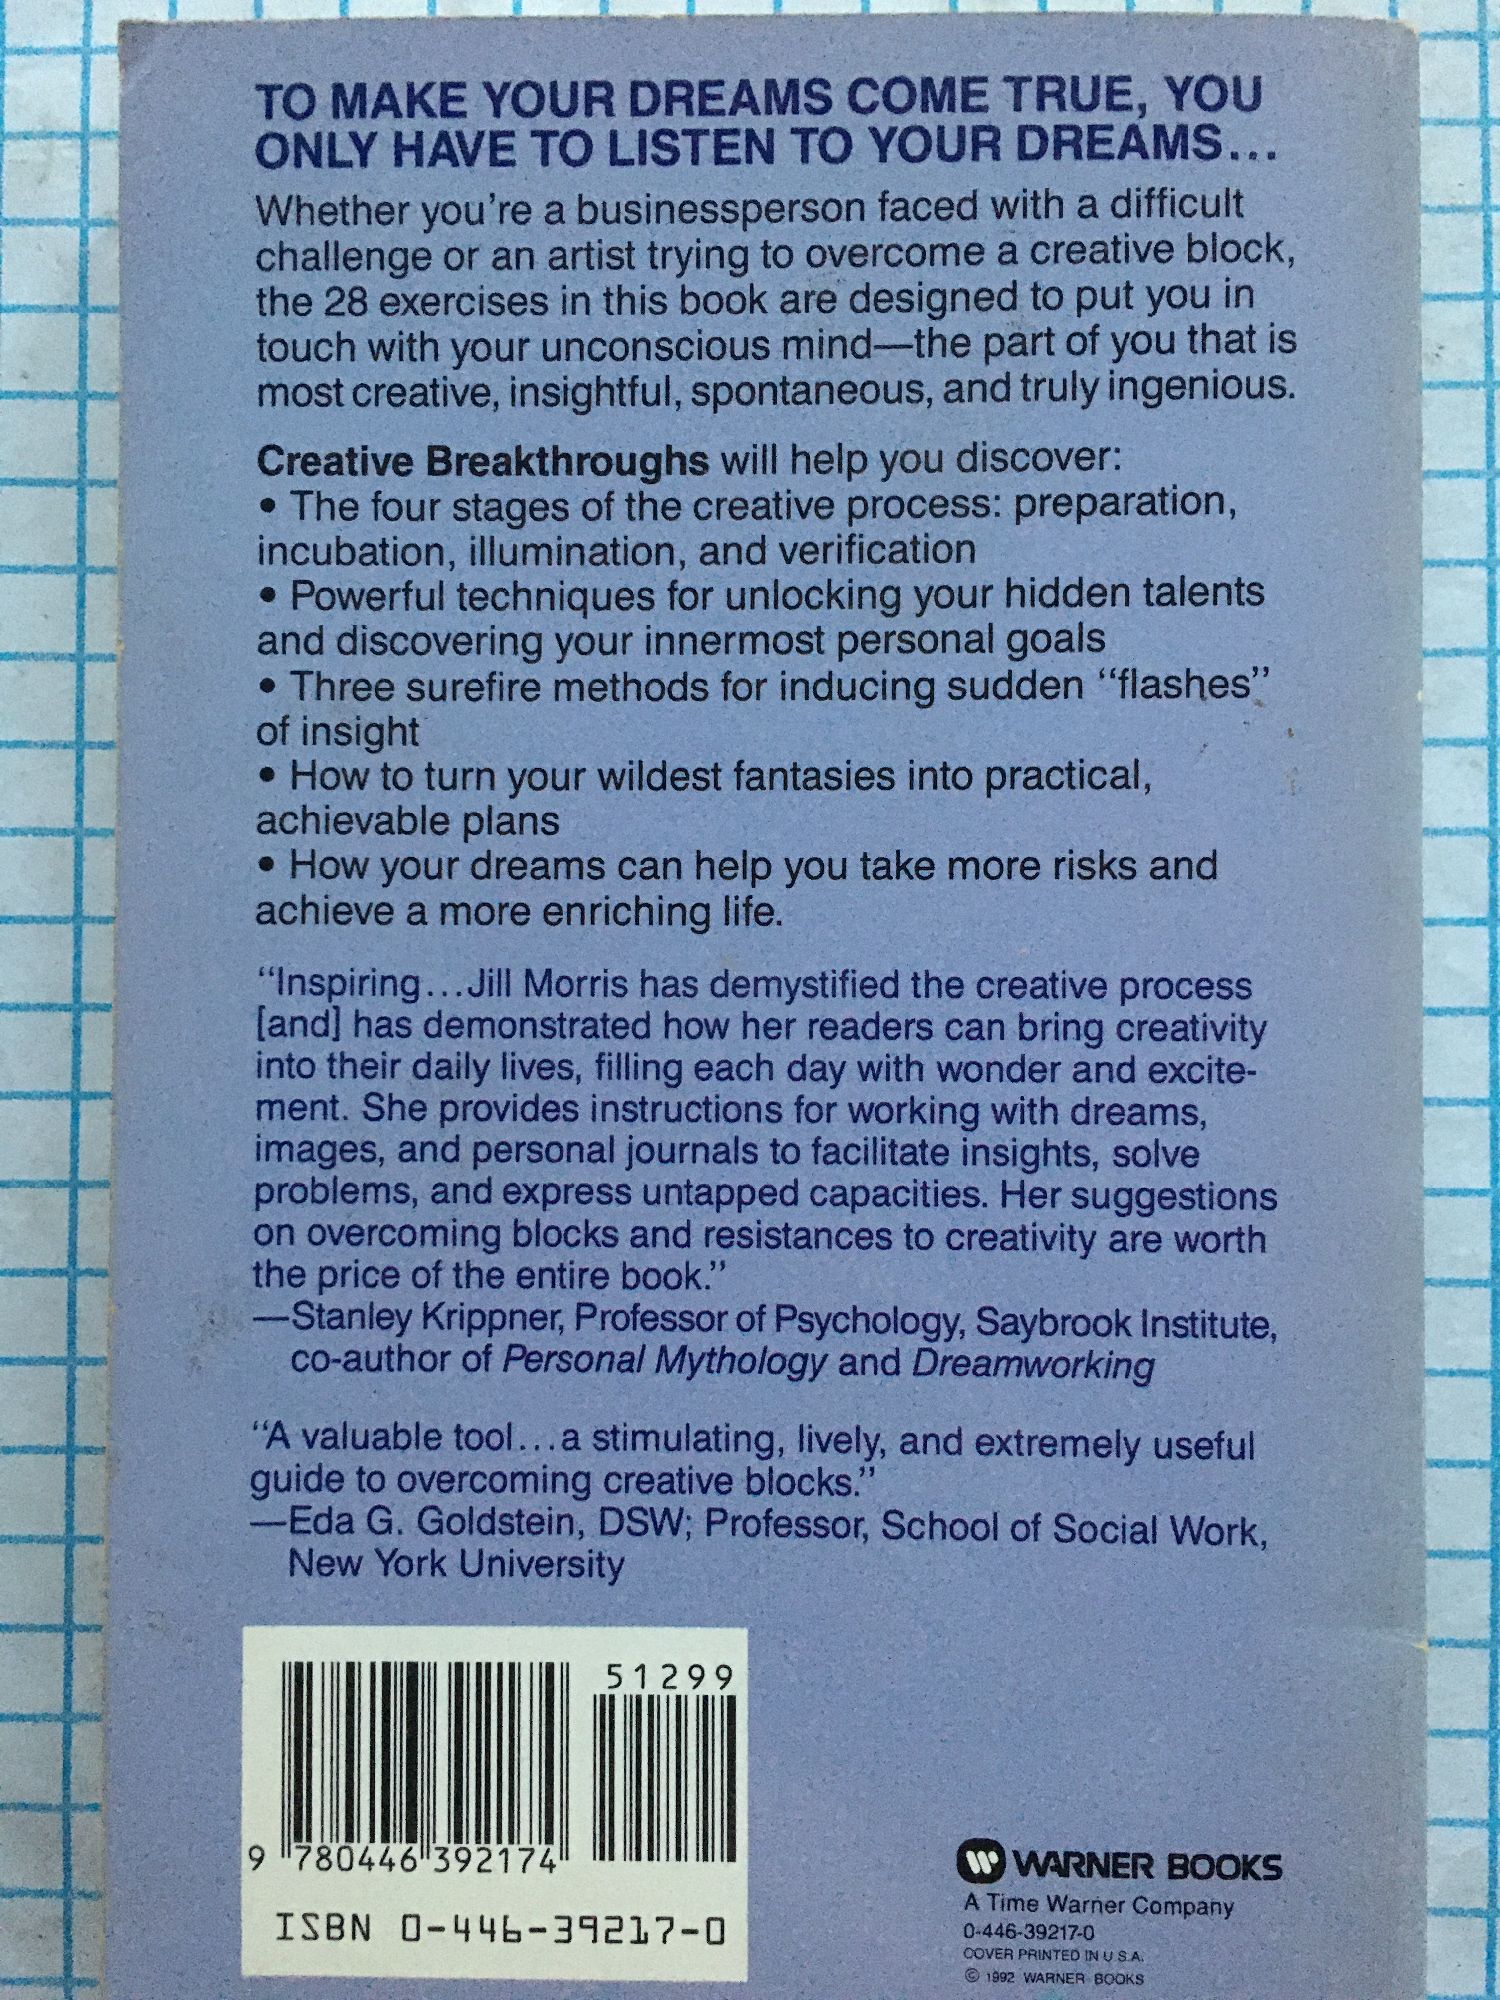 TO MAKE YOUR DREAMS COME TRUE, YOU
ONLY HAVE TO LISTEN TO YOUR DREAMS...
Whether you're a businessperson faced with a difficult
challenge or an artist trying to overcome a creative block,
the 28 exercises in this book are designed to put you in
touch with your unconscious mind—the part of you that is
most creative, insightful, spontaneous, and truly ingenious.
Creative Breakthroughs will help you discover:
• The four stages of the creative process: preparation,
incubation, illumination, and verification
• Powerful techniques for unlocking your hidden talents
and discovering your innermost personal goals
• Three surefire methods for inducing sudden “flashes”
of insight
• How to turn your wildest fantasies into practical,
achievable plans
• How your dreams can help you take more risks and
achieve a more enriching life.
“Inspiring...Jill Morris has demystified the creative process
[and] has demonstrated how her readers can bring creativity
into their daily lives, filling each day with wonder and excite-
ment. She provides instructions for working with dreams,
images, and personal journals to facilitate insights, solve
problems, and express untapped capacities. Her suggestions
on overcoming blocks and resistances to creativity are worth
the price of the entire book.”
—Stanley Krippner, Professor of Psychology, Saybrook Institute,
co-author of Personal Mythology and Dreamworking
“A valuable tool...a stimulating, lively, and extremely useful
guide to overcoming creative blocks.”
—Eda G. Goldstein, DSW; Professor, School of Social Work,
New York University
51299
9 780446 392174
ISBN 0-446-39217-0
W WARNER BOOKS
A Time Warner Company
0-446-39217-0
COVER PRINTED IN U S.A.
© 1992 WARNER BOOKS